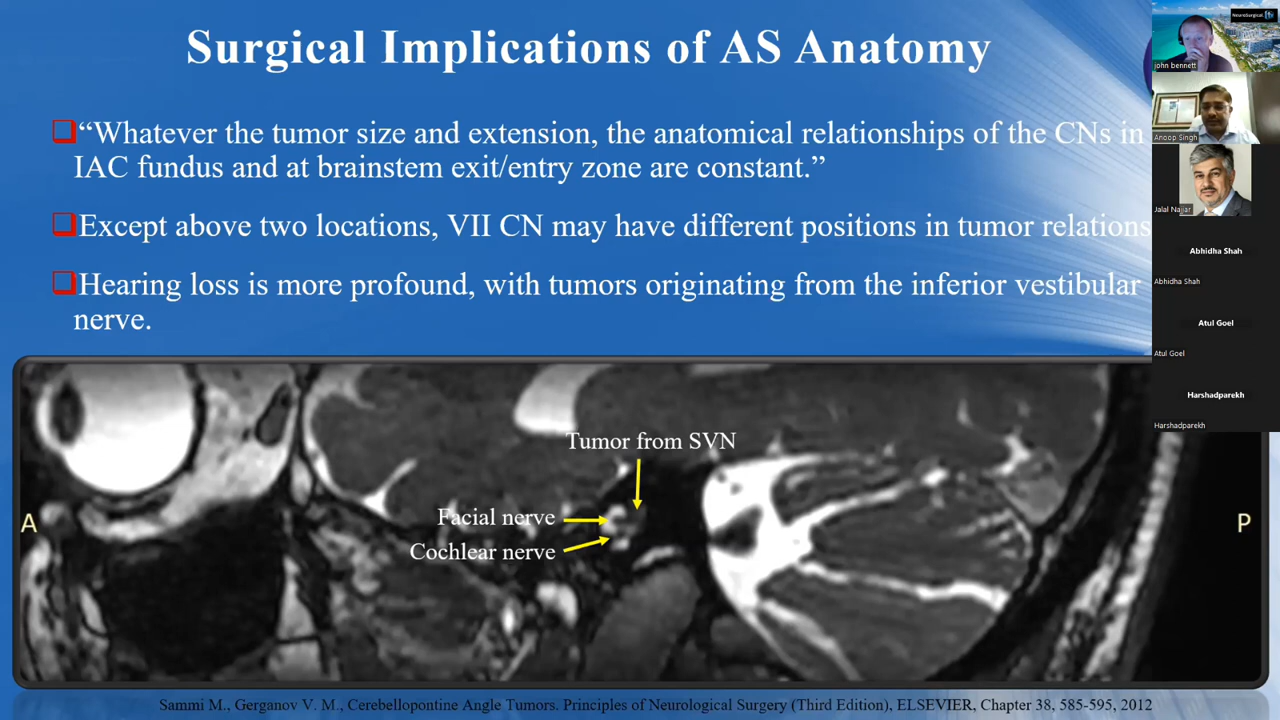 Surgical Implications of AS Anatomy
“Whatever the tumor size and extension, the anatomical relationships of the CNs in
IAC fundus and at brainstem exit/entry zone are constant.”
Except above two locations, VII CN may have different positions in tumor relations
Hearing loss is more profound, with tumors originating from the inferior vestibular
nerve.
Tumor from SVN
Facial nerve
Cochlear nerve
A
P
Sammi M., Gerganov V. M., Cerebellopontine Angle Tumors. Principles of Neurological Surgery (Third Edition), ELSEVIER, Chapter 38, 585-595, 2012
john bennett
Anoop Singh
Jalal Najjar
Abhidha Shah
Abhidha Shah
Atul Goel
Atul Goel
Harshadparekh
Harshadparekh